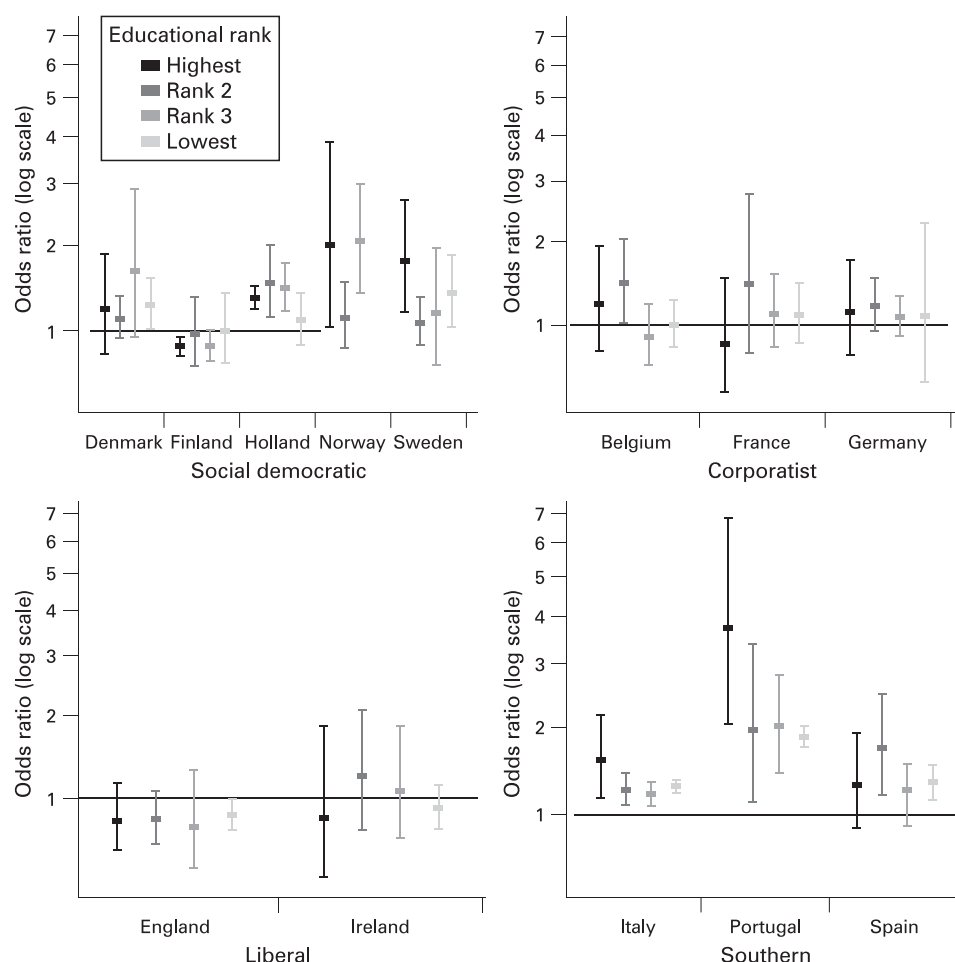 Odds ratio (log scale)
7
6
5
4
3
2
1
Educational rank
Highest
Rank 2
Rank 3
Lowest
Denmark Finland Holland Norway Sweden
Social democratic
Odds ratio (log scale)
7
6
5
4
3
2
1
Belgium France Germany
Corporatist
Odds ratio (log scale)
7
6
5
4
3
2
1
England Ireland
Liberal
Odds ratio (log scale)
7
6
5
4
3
2
1
Italy Portugal Spain
Southern